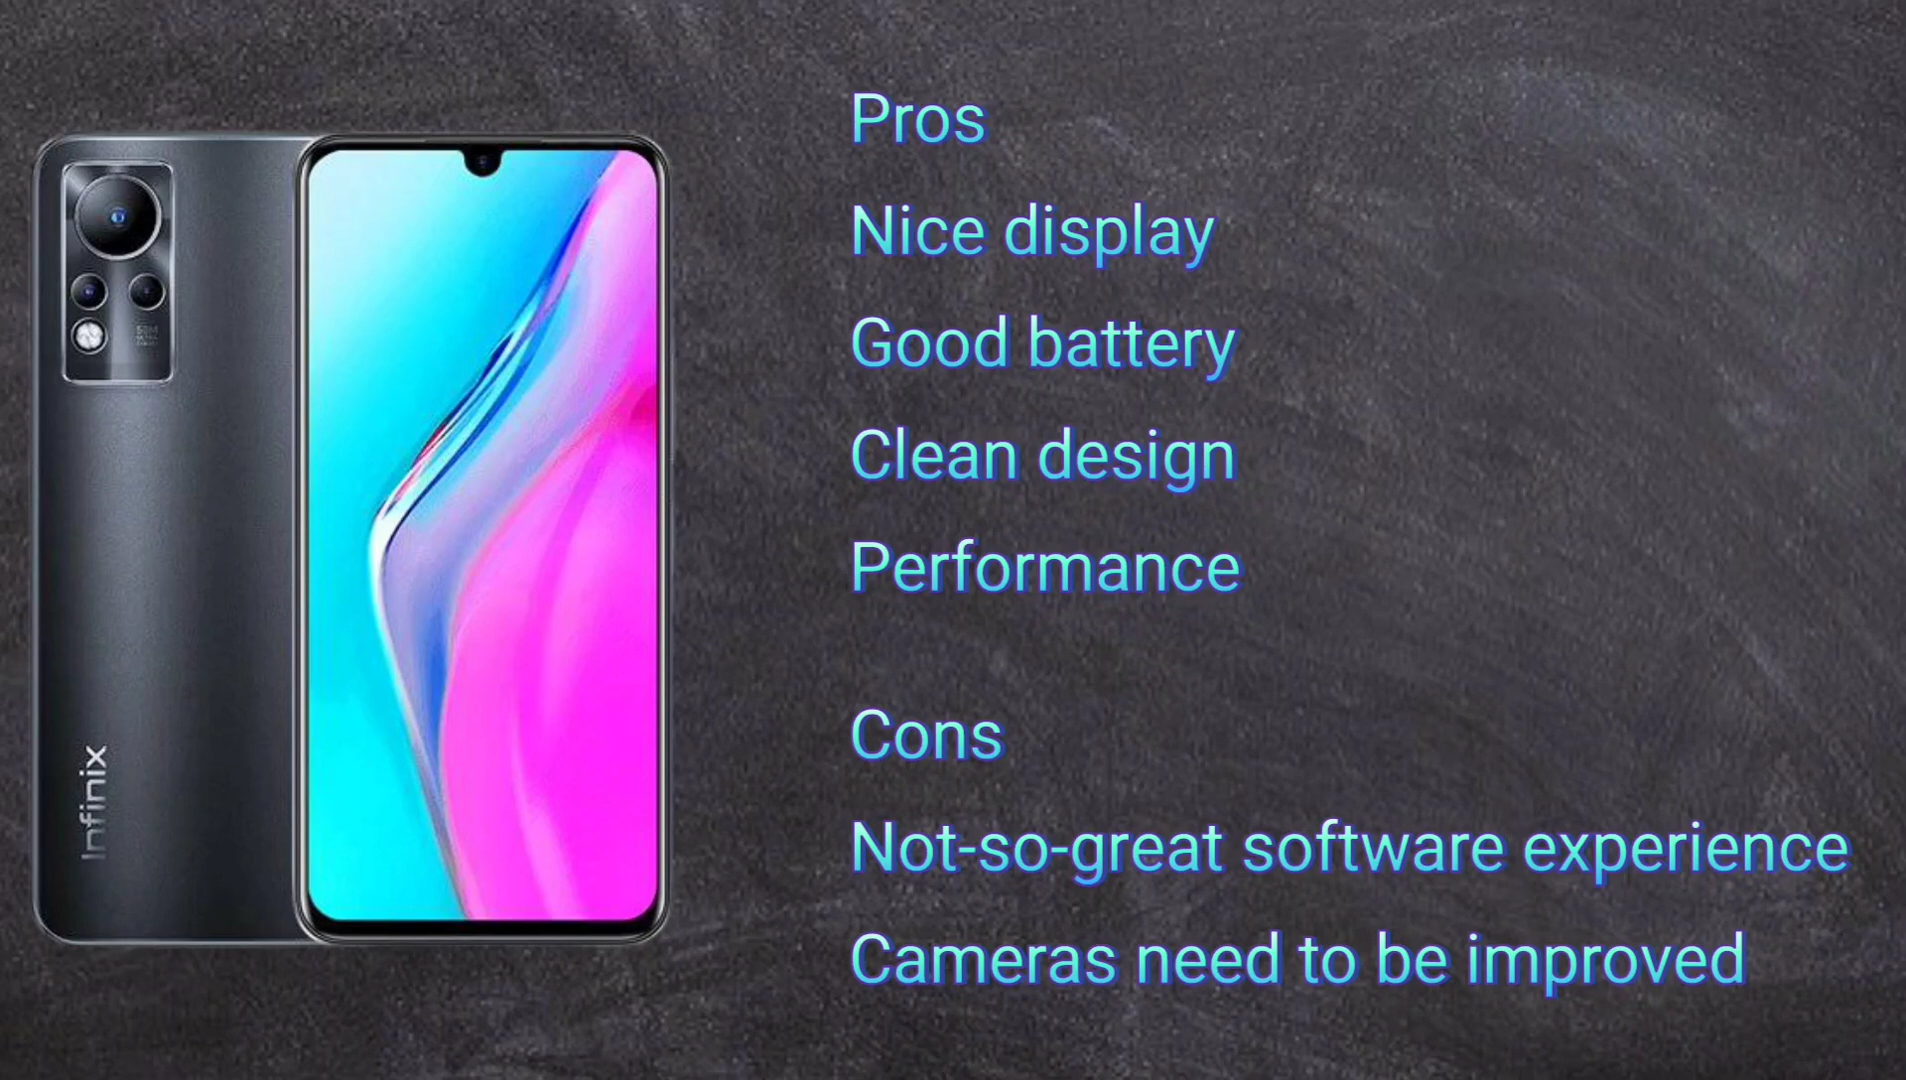 Pros
Nice display
Good battery
Clean design
Performance
Cons
Not-so-great software experience
Cameras need to be improved
Infinix